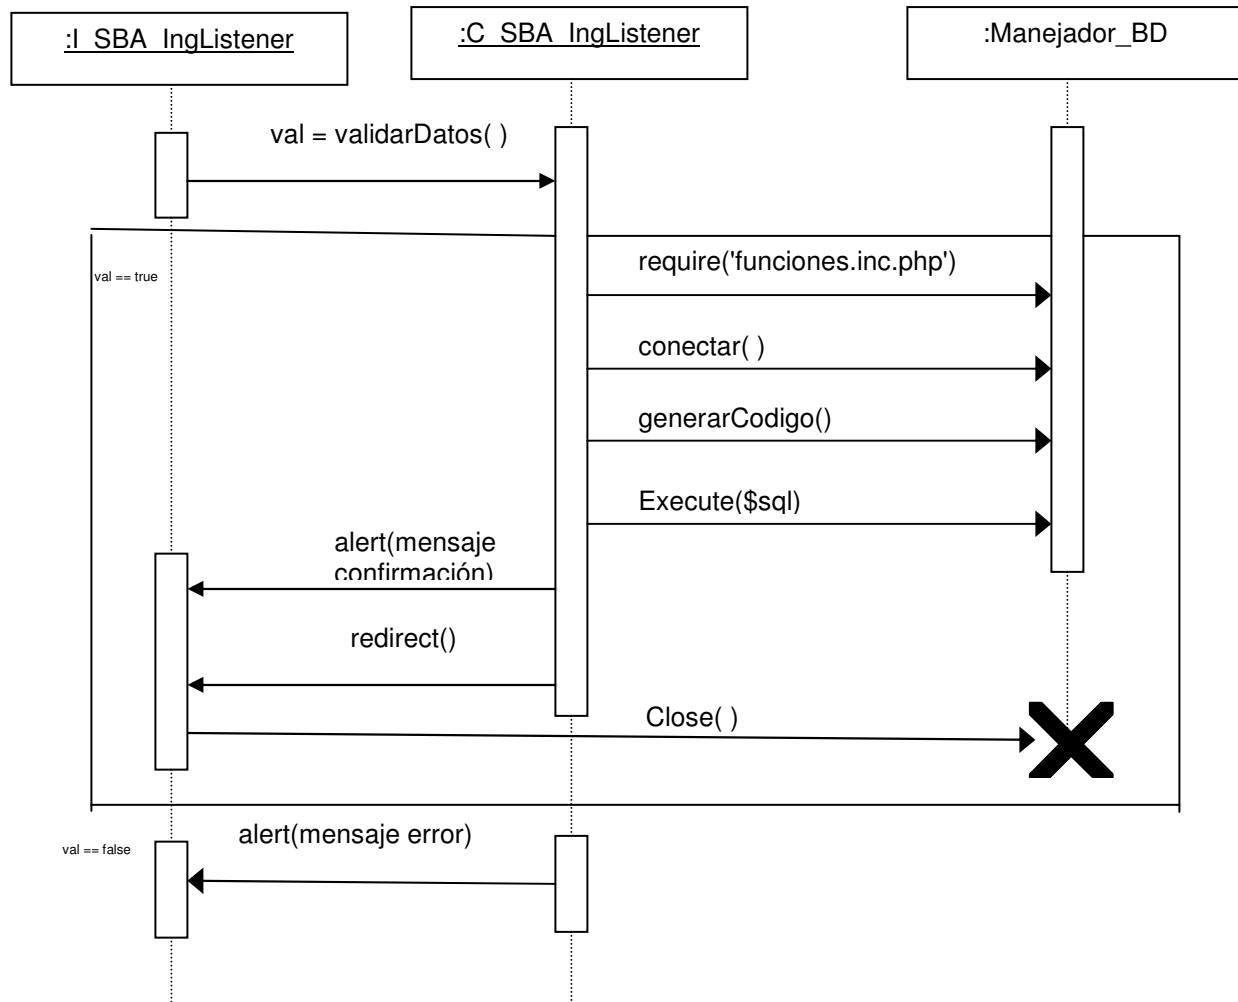 :I_SBA_IngListener
:C_SBA_IngListener
:Manejador_BD
val = validarDatos( )
val == true
require('funciones.inc.php')
conectar( )
generarCodigo()
Execute($sql)
alert(mensaje
confirmación)
redirect()
Close( )
val == false
alert(mensaje error)